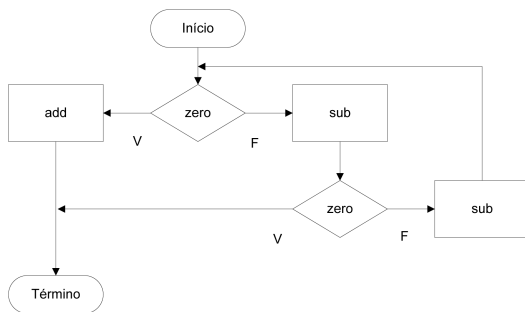 Início
add
zero
sub
V
F
zero
sub
V
F
Término